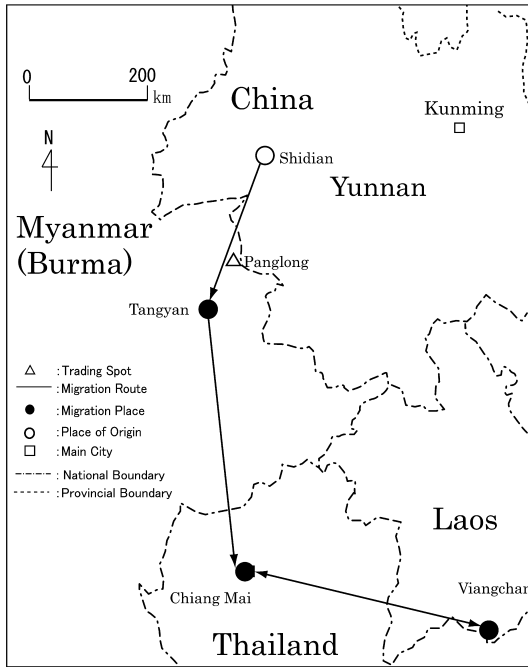 0 200
km
China
Kunming
N
Shidian
Yunnan
Myanmar
(Burma)
Panglong
Tangyan
: Trading Spot
: Migration Route
: Migration Place
: Place of Origin
: Main City
: National Boundary
: Provincial Boundary
Laos
Viangchan
Chiang Mai
Thailand